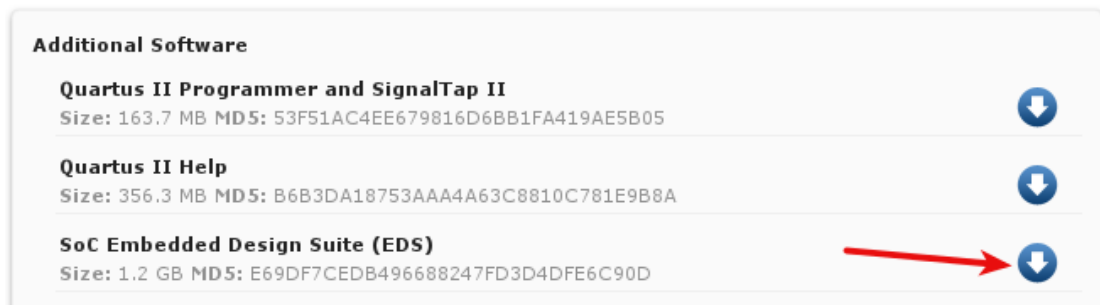 Additional Software
Quartus II Programmer and SignalTap II
Size: 163.7 MB MD5: 53F51AC4EE679816D6BB1FA419AE5B05
Quartus II Help
Size: 356.3 MB MD5: B6B3DA18753AAA4A63C8810C781E9B8A
SoC Embedded Design Suite (EDS)
Size: 1.2 GB MD5: E69DF7CEDB496688247FD3D4DFE6C90D